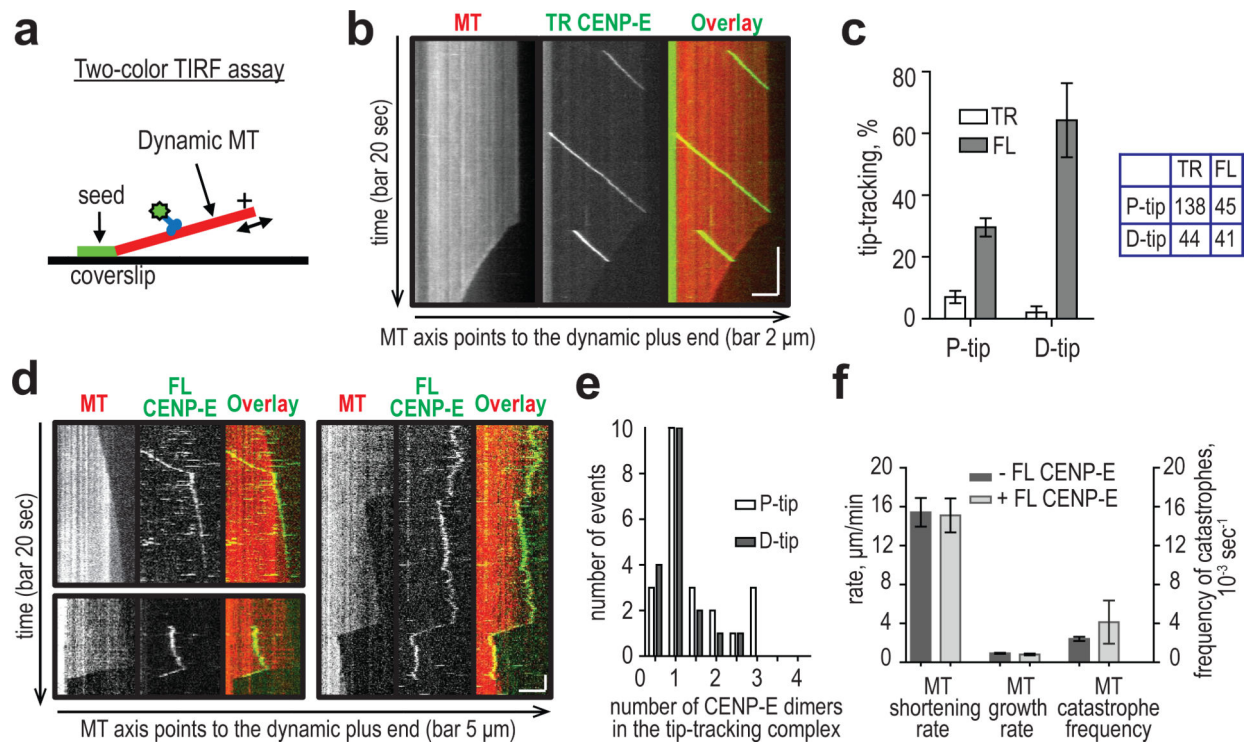 a
Two-color TIRF assay
Dynamic MT
seed
+
coverslip
b
MT
TR CENP-E
Overlay
time (bar 20 sec)
MT axis points to the dynamic plus end (bar 2 µm)
c
tip-tracking, %
80
60
40
20
0
TR
FL
P-tip
D-tip
TR FL
P-tip 138 45
D-tip 44 41
d
MT
FL CENP-E
Overlay
MT
FL CENP-E
Overlay
time (bar 20 sec)
MT axis points to the dynamic plus end (bar 5 µm)
e
number of events
10
8
6
4
2
0
P-tip
D-tip
0 1 2 3 4
number of CENP-E dimers
in the tip-tracking complex
f
rate, µm/min
20
16
12
8
4
0
- FL CENP-E
+ FL CENP-E
20
16
12
8
4
0
frequency of catastrophes,
10-3 sec-1
MT shortening rate
MT growth rate
MT catastrophe frequency